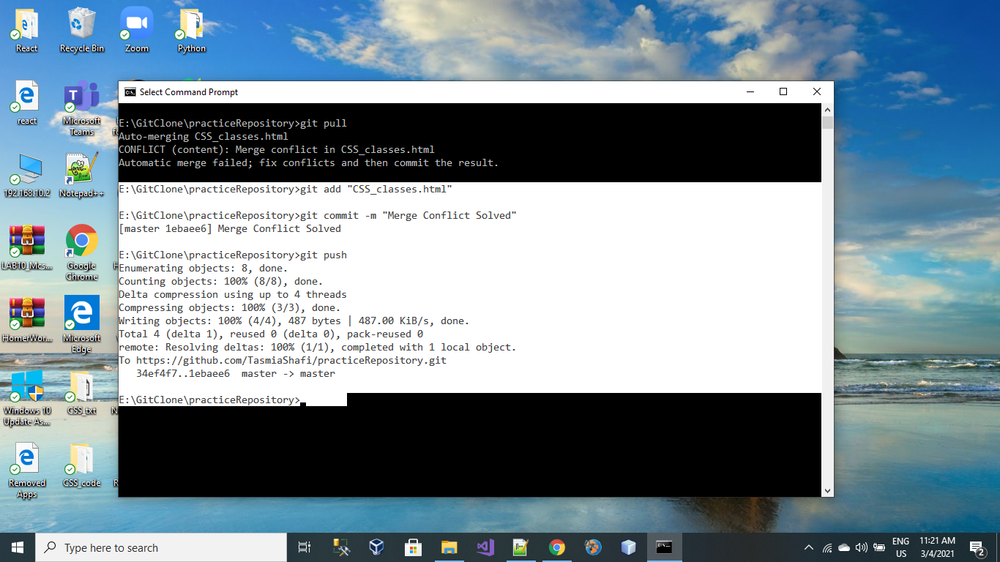 React
Recycle Bin
Zoom
Python
react
Microsoft
Teams
192.168.10.2
Notepad++
LAB10_Mcs...
Google
Chrome
HomerWor...
Microsoft
Edge
Windows 10
Update As...
CSS_txt
Removed
Apps
CSS_code
Select Command Prompt
E:\GitClone\practiceRepository>git pull
Auto-merging CSS_classes.html
CONFLICT (content): Merge conflict in CSS_classes.html
Automatic merge failed; fix conflicts and then commit the result.
E:\GitClone\practiceRepository>git add "CSS_classes.html"
E:\GitClone\practiceRepository>git commit -m "Merge Conflict Solved"
[master 1ebaee6] Merge Conflict Solved
E:\GitClone\practiceRepository>git push
Enumerating objects: 8, done.
Counting objects: 100% (8/8), done.
Delta compression using up to 4 threads
Compressing objects: 100% (3/3), done.
Writing objects: 100% (4/4), 487 bytes | 487.00 KiB/s, done.
Total 4 (delta 1), reused 0 (delta 0), pack-reused 0
remote: Resolving deltas: 100% (1/1), completed with 1 local object.
To https://github.com/TasmiaShafi/practiceRepository.git
   34ef4f7..1ebaee6  master -> master
E:\GitClone\practiceRepository>
Type here to search
ENG
US
11:21 AM
3/4/2021
2